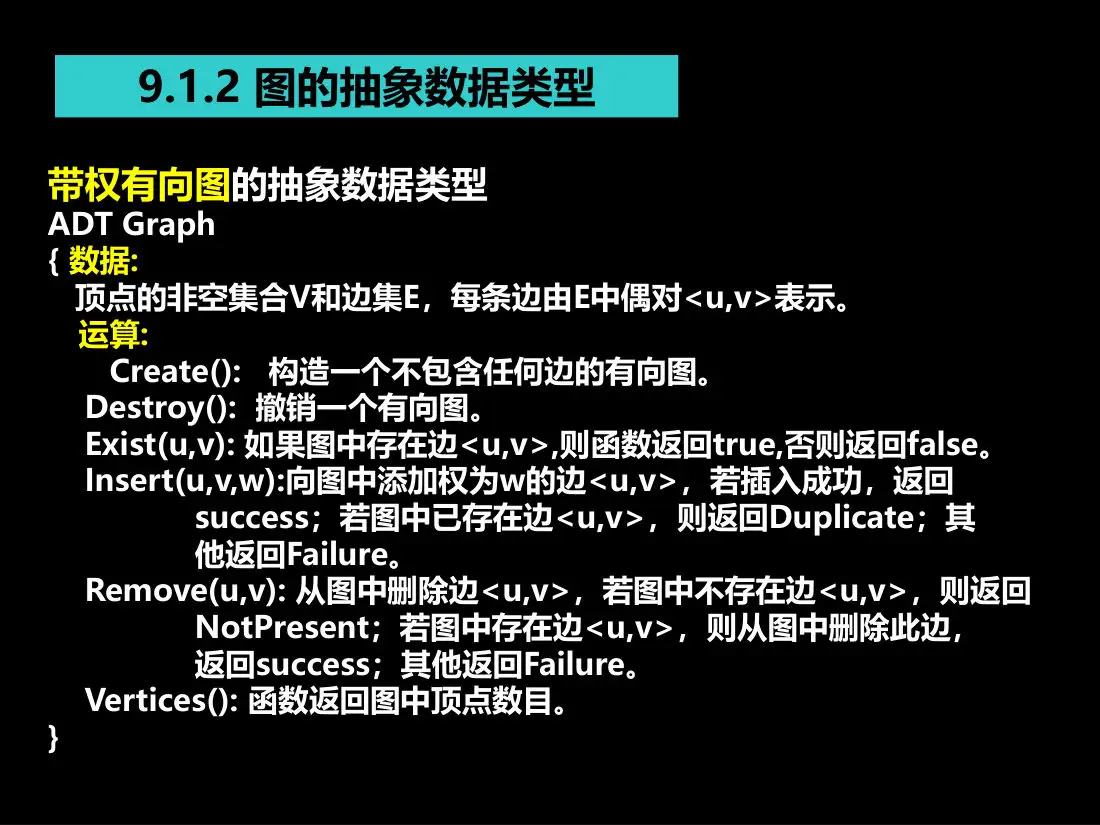 9.1.2 图的抽象数据类型
带权有向图的抽象数据类型
ADT Graph
{ 数据:
顶点的非空集合V和边集E，每条边由E中偶对<u,v>表示。
运算:
Create(): 构造一个不包含任何边的有向图。
Destroy(): 撤销一个有向图。
Exist(u,v): 如果图中存在边<u,v>,则函数返回true,否则返回false。
Insert(u,v,w):向图中添加权为w的边<u,v>，若插入成功，返回
success；若图中已存在边<u,v>，则返回Duplicate；其
他返回Failure。
Remove(u,v): 从图中删除边<u,v>，若图中不存在边<u,v>，则返回
NotPresent；若图中存在边<u,v>，则从图中删除此边，
返回success；其他返回Failure。
Vertices(): 函数返回图中顶点数目。
}